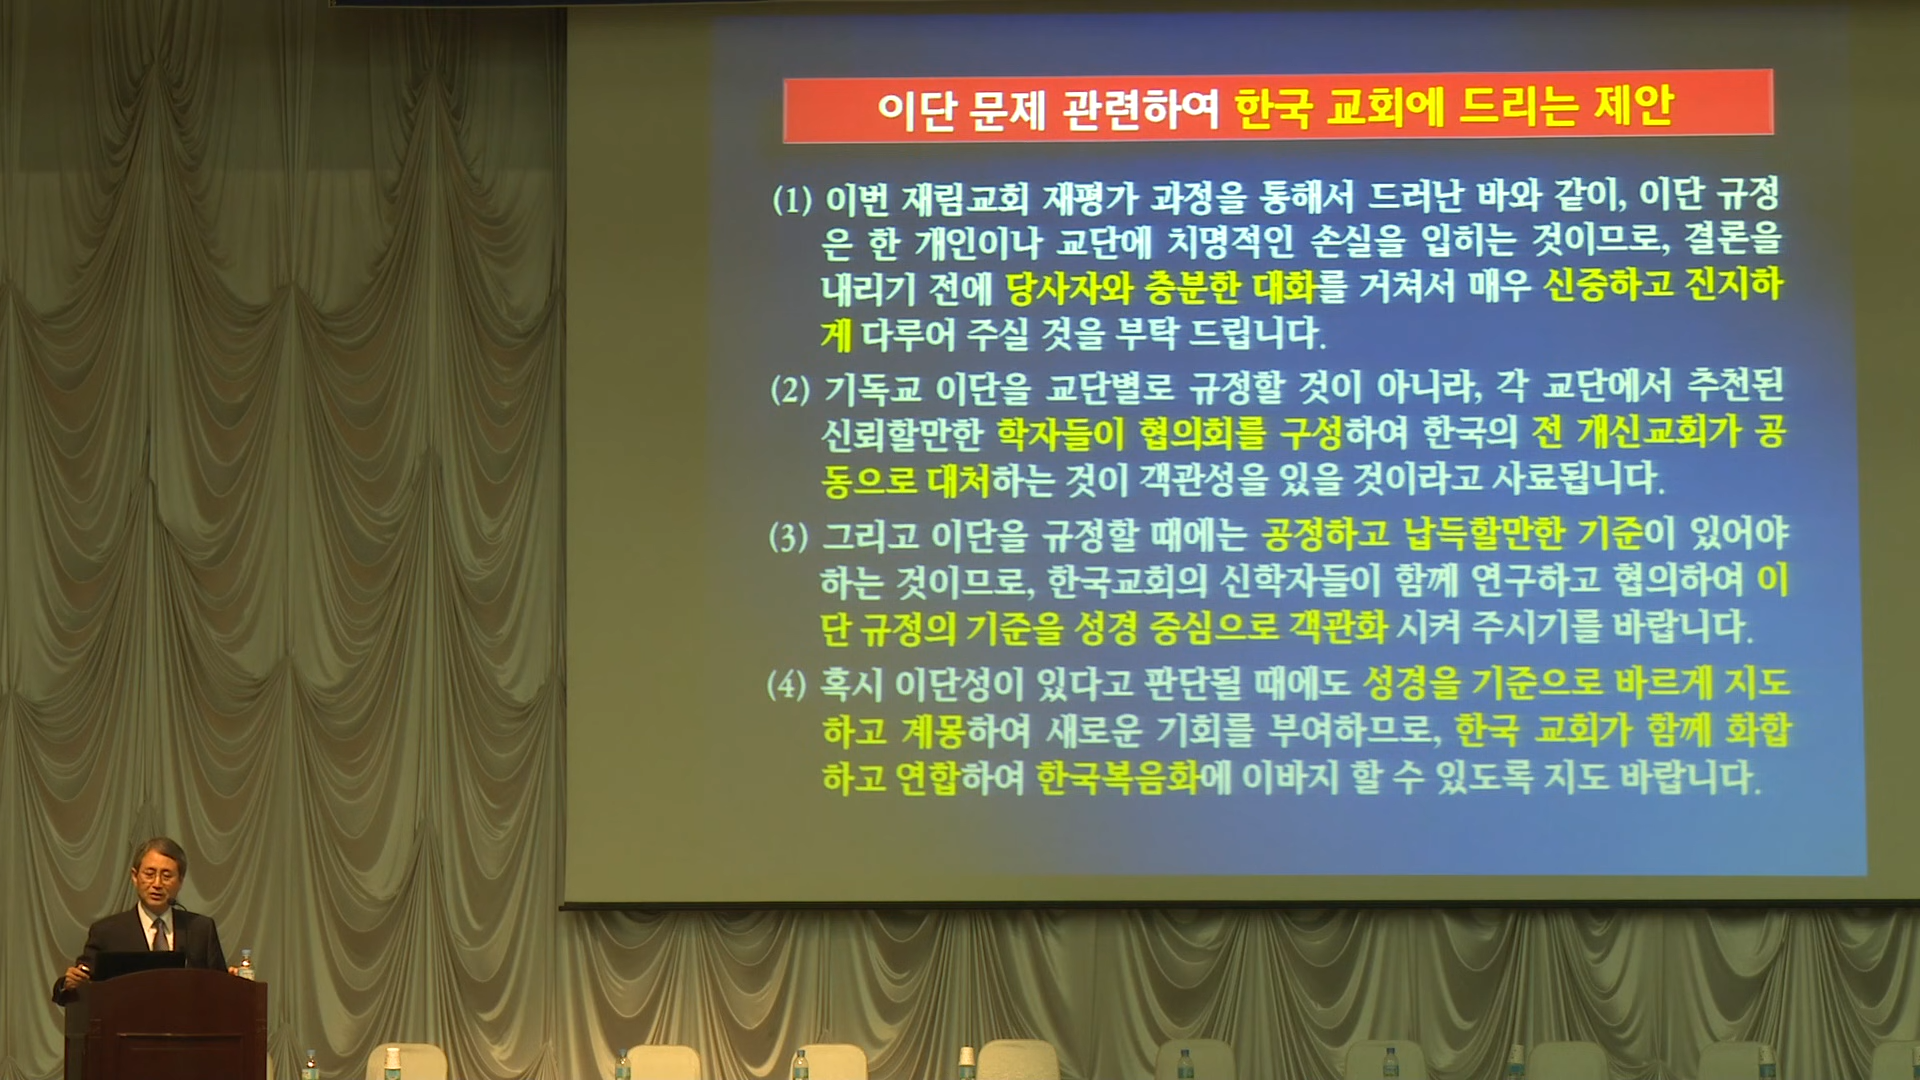 이단 문제 관련하여 한국 교회에 드리는 제안
(1) 이번 재림교회 재평가 과정을 통해서 드러난 바와 같이, 이단 규정
은 한 개인이나 교단에 치명적인 손실을 입히는 것이므로, 결론을
내리기 전에 당사자와 충분한 대화를 거쳐서 매우 신중하고 진지하
게 다루어 주실 것을 부탁 드립니다.
(2) 기독교 이단을 교단별로 규정할 것이 아니라, 각 교단에서 추천된
신뢰할만한 학자들이 협의회를 구성하여 한국의 전 개신교회가 공
동으로 대처하는 것이 객관성을 있을 것이라고 사료됩니다.
(3) 그리고 이단을 규정할 때에는 공정하고 납득할만한 기준이 있어야
하는 것이므로, 한국교회의 신학자들이 함께 연구하고 협의하여 이
단 규정의 기준을 성경 중심으로 객관화 시켜 주시기를 바랍니다.
(4) 혹시 이단성이 있다고 판단될 때에도 성경을 기준으로 바르게 지도
하고 계몽하여 새로운 기회를 부여하므로, 한국 교회가 함께 화합
하고 연합하여 한국복음화에 이바지 할 수 있도록 지도 바랍니다.